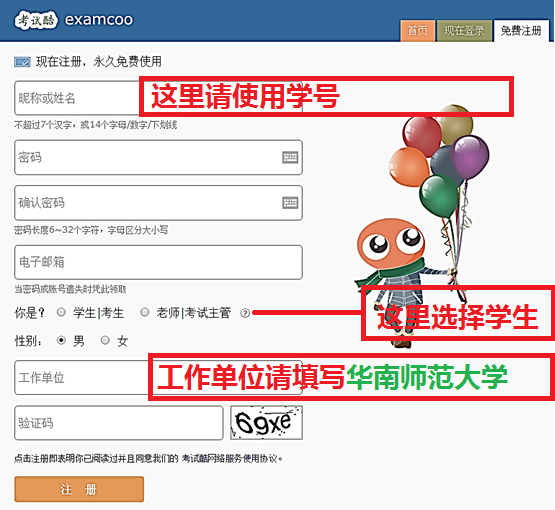 考试酷 examcoo
首页 现在登录 免费注册
现在注册，永久免费使用
昵称或姓名 这里请使用学号
不超过7个汉字，或14个字母/数字/下划线
密码
确认密码
密码长度6~32个字符，字母区分大小写
电子邮箱
当密码或账号遗失时凭此领取
你是? 学生|考生 老师|考试主管 ? 这里选择学生
性别: 男 女
工作单位 工作单位请填写华南师范大学
验证码 69xe
点击注册即表明你已阅读过并且同意我们的 考试酷网络服务使用协议。
注 册